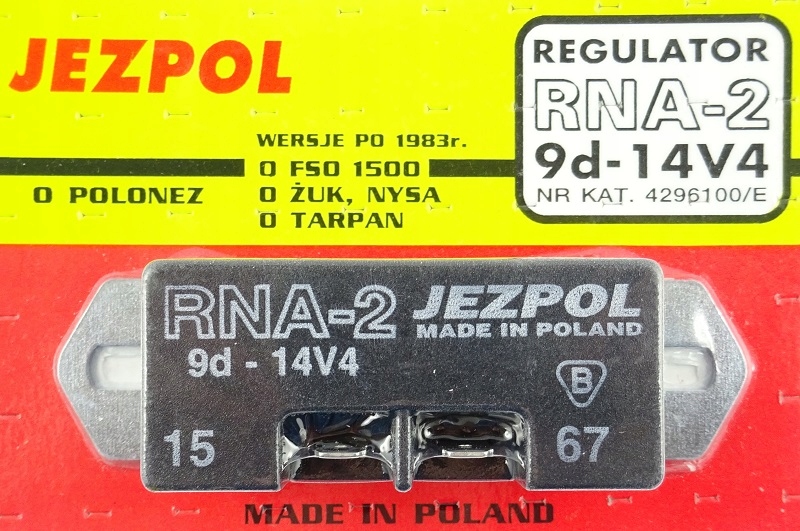 JEZPOL
REGULATOR
RNA-2
9d-14V4
NR KAT. 4296100/E
WERSJE PO 1983r.
O FSO 1500
O POLONEZ
O ŻUK, NYSA
O TARPAN
RNA-2 JEZPOL
MADE IN POLAND
9d - 14V4
B
15
67
MADE IN POLAND